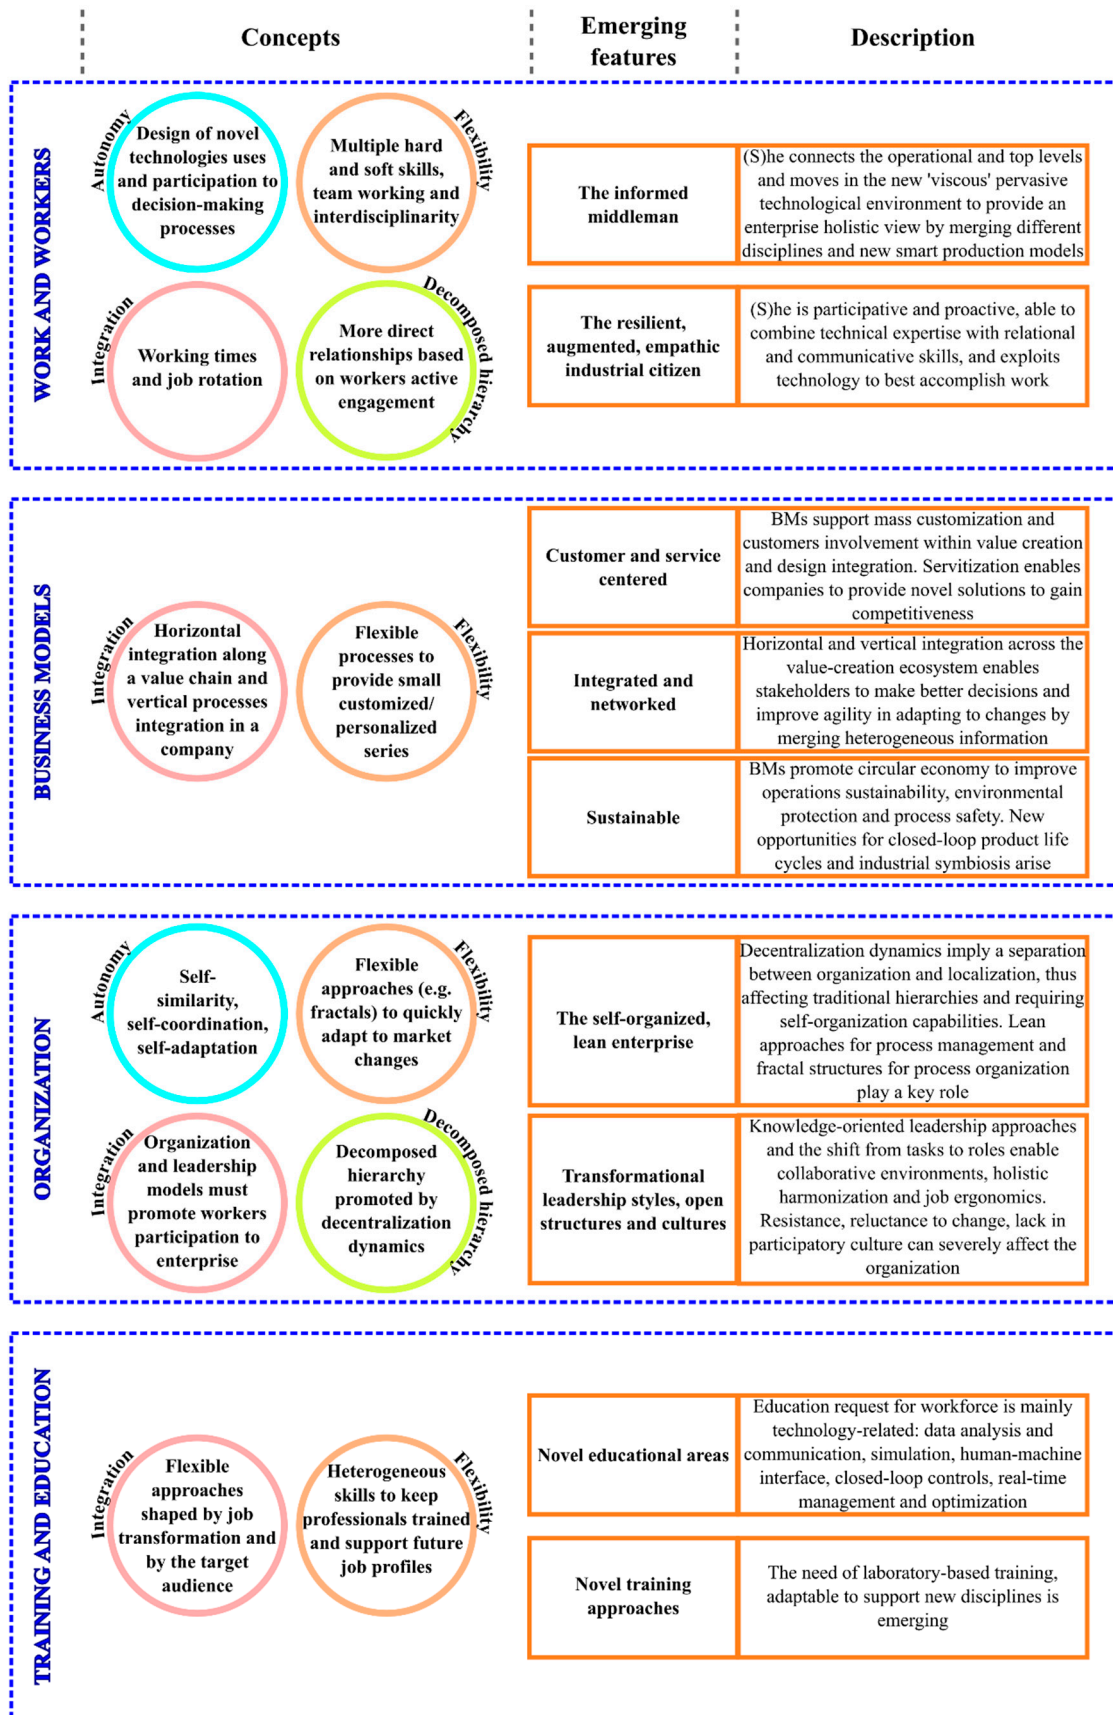 Concepts
Emerging
features
Description
WORK AND WORKERS
Autonomy
Design of novel
technologies uses
and participation to
decision-making
processes
Flexibility
Multiple hard
and soft skills,
team working and
interdisciplinarity
Integration
Working times
and job rotation
Decomposed hierarchy
More direct
relationships based
on workers active
engagement
The informed
middleman
(S)he connects the operational and top levels
and moves in the new 'viscous' pervasive
technological environment to provide an
enterprise holistic view by merging different
disciplines and new smart production models
The resilient,
augmented, empathic
industrial citizen
(S)he is participative and proactive, able to
combine technical expertise with relational
and communicative skills, and exploits
technology to best accomplish work
BUSINESS MODELS
Integration
Horizontal
integration along
a value chain and
vertical processes
integration in a
company
Flexibility
Flexible
processes to
provide small
customized/
personalized
series
Customer and service
centered
BMs support mass customization and
customers involvement within value creation
and design integration. Servitization enables
companies to provide novel solutions to gain
competitiveness
Integrated and
networked
Horizontal and vertical integration across the
value-creation ecosystem enables
stakeholders to make better decisions and
improve agility in adapting to changes by
merging heterogeneous information
Sustainable
BMs promote circular economy to improve
operations sustainability, environmental
protection and process safety. New
opportunities for closed-loop product life
cycles and industrial symbiosis arise
ORGANIZATION
Autonomy
Self-
similarity,
self-coordination,
self-adaptation
Flexibility
Flexible
approaches (e.g.
fractals) to quickly
adapt to market
changes
Integration
Organization
and leadership
models must
promote workers
participation to
enterprise
Decomposed hierarchy
Decomposed
hierarchy
promoted by
decentralization
dynamics
The self-organized,
lean enterprise
Decentralization dynamics imply a separation
between organization and localization, thus
affecting traditional hierarchies and requiring
self-organization capabilities. Lean
approaches for process management and
fractal structures for process organization
play a key role
Transformational
leadership styles, open
structures and cultures
Knowledge-oriented leadership approaches
and the shift from tasks to roles enable
collaborative environments, holistic
harmonization and job ergonomics.
Resistance, reluctance to change, lack in
participatory culture can severely affect the
organization
TRAINING AND EDUCATION
Integration
Flexible
approaches
shaped by job
transformation and
by the target
audience
Flexibility
Heterogeneous
skills to keep
professionals trained
and support future
job profiles
Novel educational areas
Education request for workforce is mainly
technology-related: data analysis and
communication, simulation, human-machine
interface, closed-loop controls, real-time
management and optimization
Novel training
approaches
The need of laboratory-based training,
adaptable to support new disciplines is
emerging